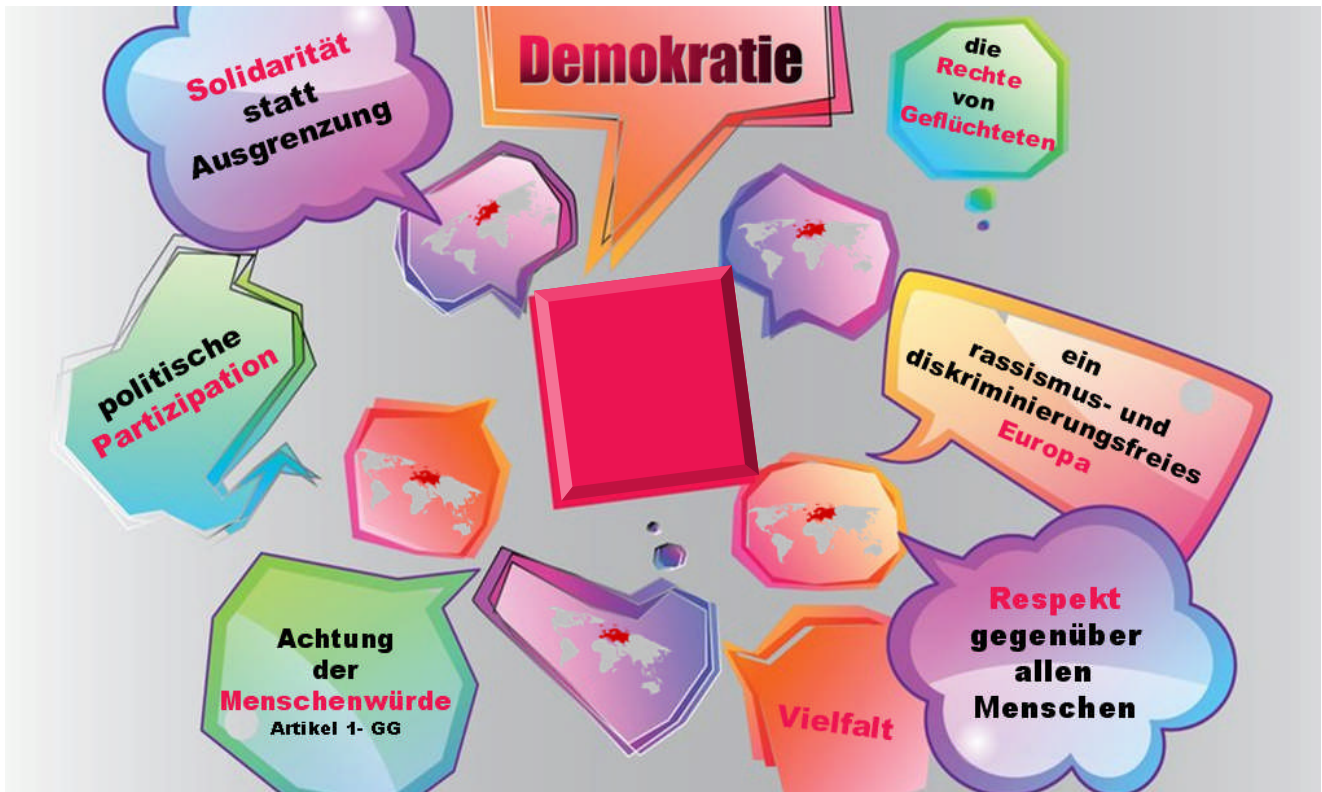 Solidarität
statt
Ausgrenzung
Demokratie
die
Rechte
von
Geflüchteten
politische
Partizipation
ein
rassismus- und
diskriminierungsfreies
Europa
Achtung
der
Menschenwürde
Artikel 1- GG
Vielfalt
Respekt
gegenüber
allen
Menschen